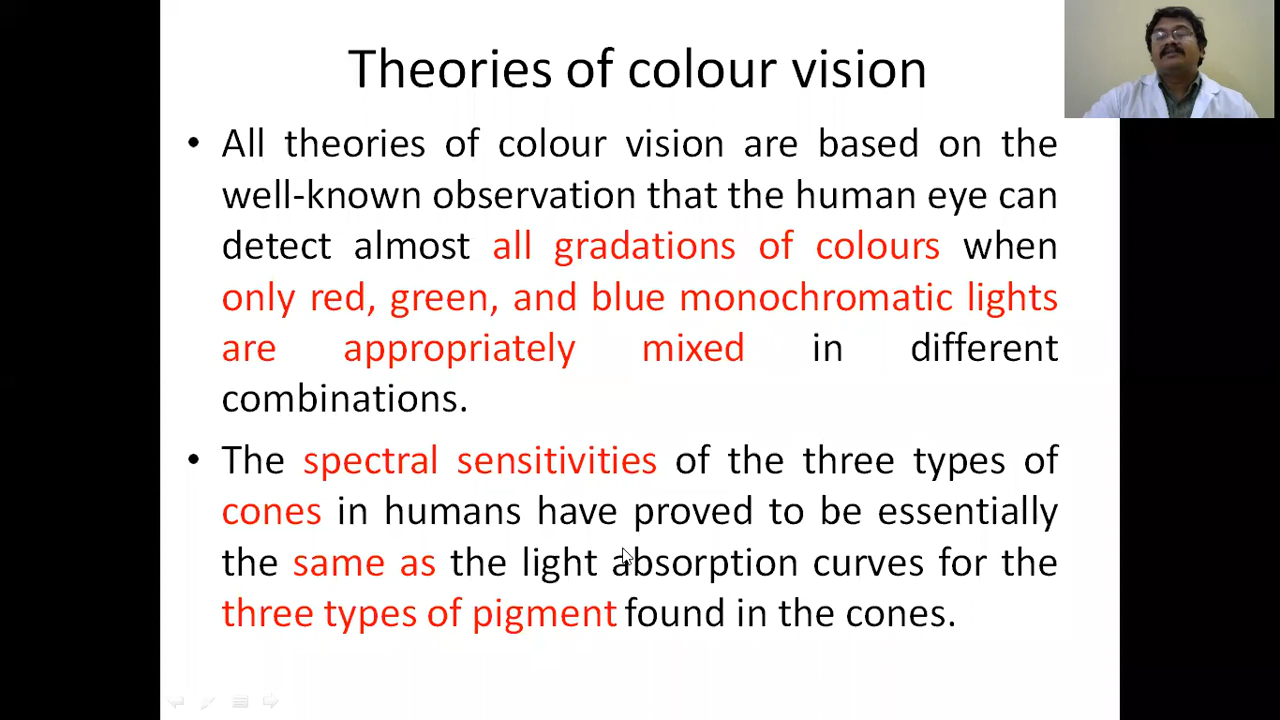 Theories of colour vision
• All theories of colour vision are based on the
well-known observation that the human eye can
detect almost all gradations of colours when
only red, green, and blue monochromatic lights
are appropriately mixed in different
combinations.
• The spectral sensitivities of the three types of
cones in humans have proved to be essentially
the same as the light absorption curves for the
three types of pigment found in the cones.